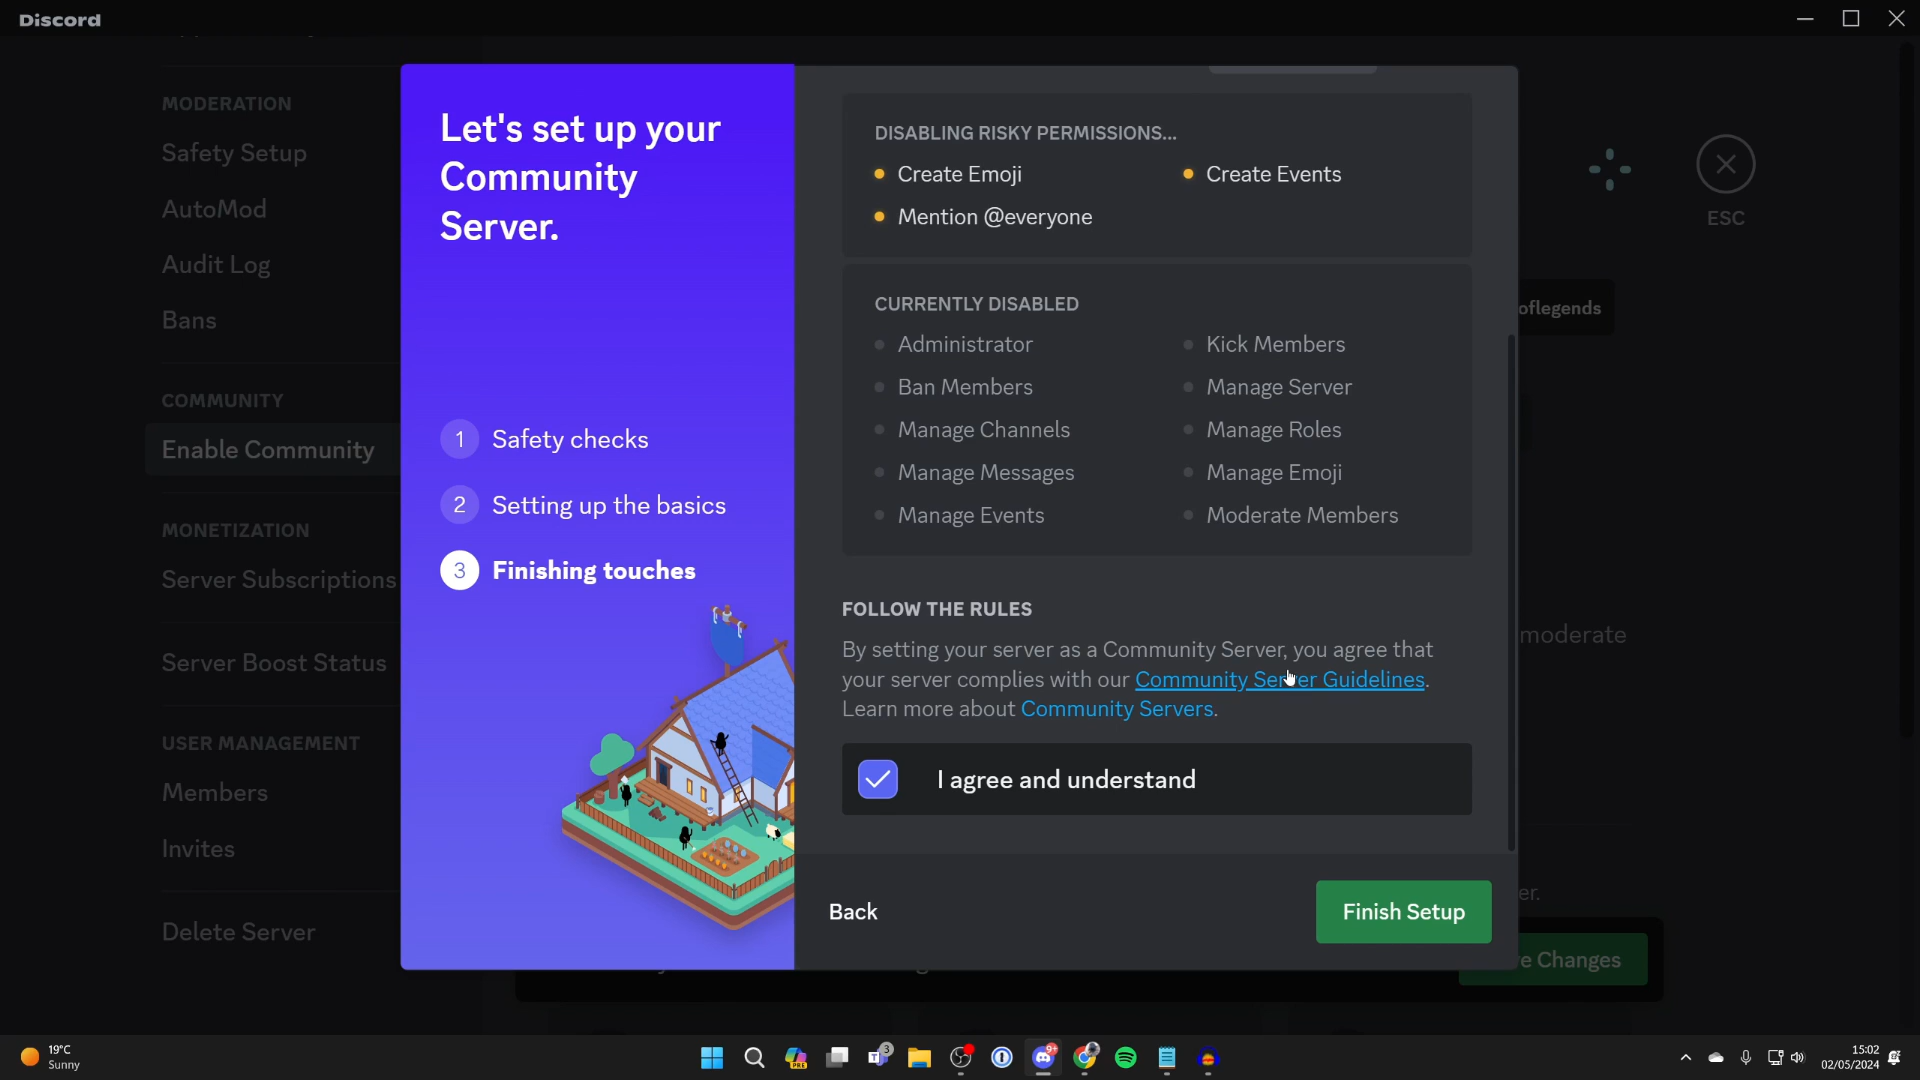 Discord
MODERATION
Safety Setup
AutoMod
Audit Log
Bans
COMMUNITY
Enable Community
MONETIZATION
Server Subscriptions
Server Boost Status
USER MANAGEMENT
Members
Invites
Delete Server
Let's set up your
Community
Server.
1 Safety checks
2 Setting up the basics
3 Finishing touches
DISABLING RISKY PERMISSIONS...
Create Emoji Create Events
Mention @everyone
CURRENTLY DISABLED
Administrator Kick Members
Ban Members Manage Server
Manage Channels Manage Roles
Manage Messages Manage Emoji
Manage Events Moderate Members
FOLLOW THE RULES
By setting your server as a Community Server, you agree that
your server complies with our Community Server Guidelines.
Learn more about Community Servers.
I agree and understand
Back Finish Setup
ESC
oflegends
moderate
er.
e Changes
19°C
Sunny
PRE
3
9+
15:02
02/05/2024